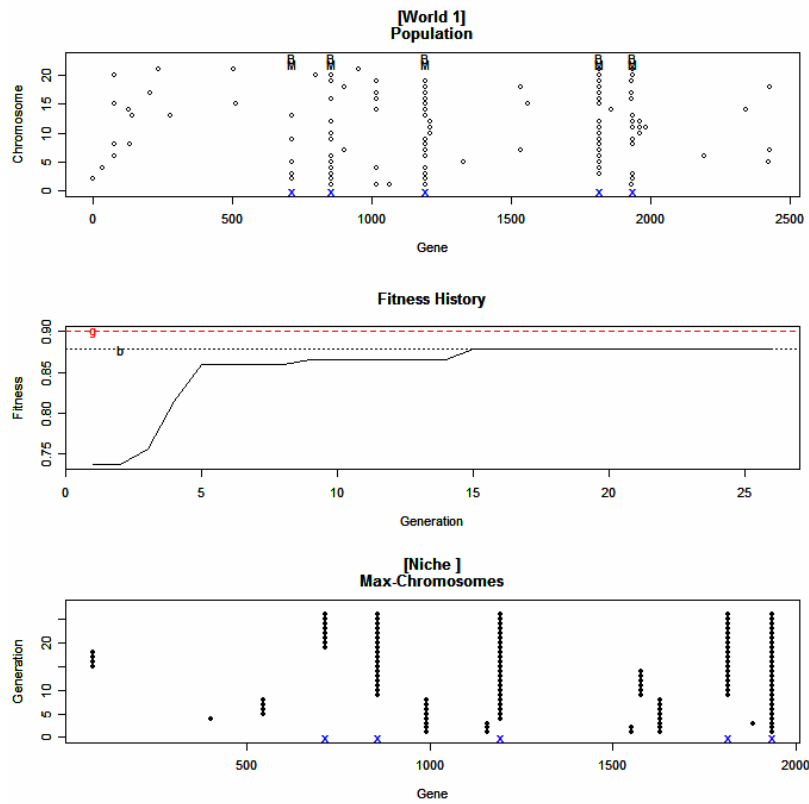 [World 1]
Population
B B B B B
M M M M M
Chromosome
20
15
10
5
0
X X X X X
0 500 1000 1500 2000 2500
Gene
Fitness History
0.90
0.85
0.80
0.75
g
b
Fitness
0 5 10 15 20 25
Generation
[Niche ]
Max-Chromosomes
Generation
20
15
10
5
0
X X X X X
500 1000 1500 2000
Gene